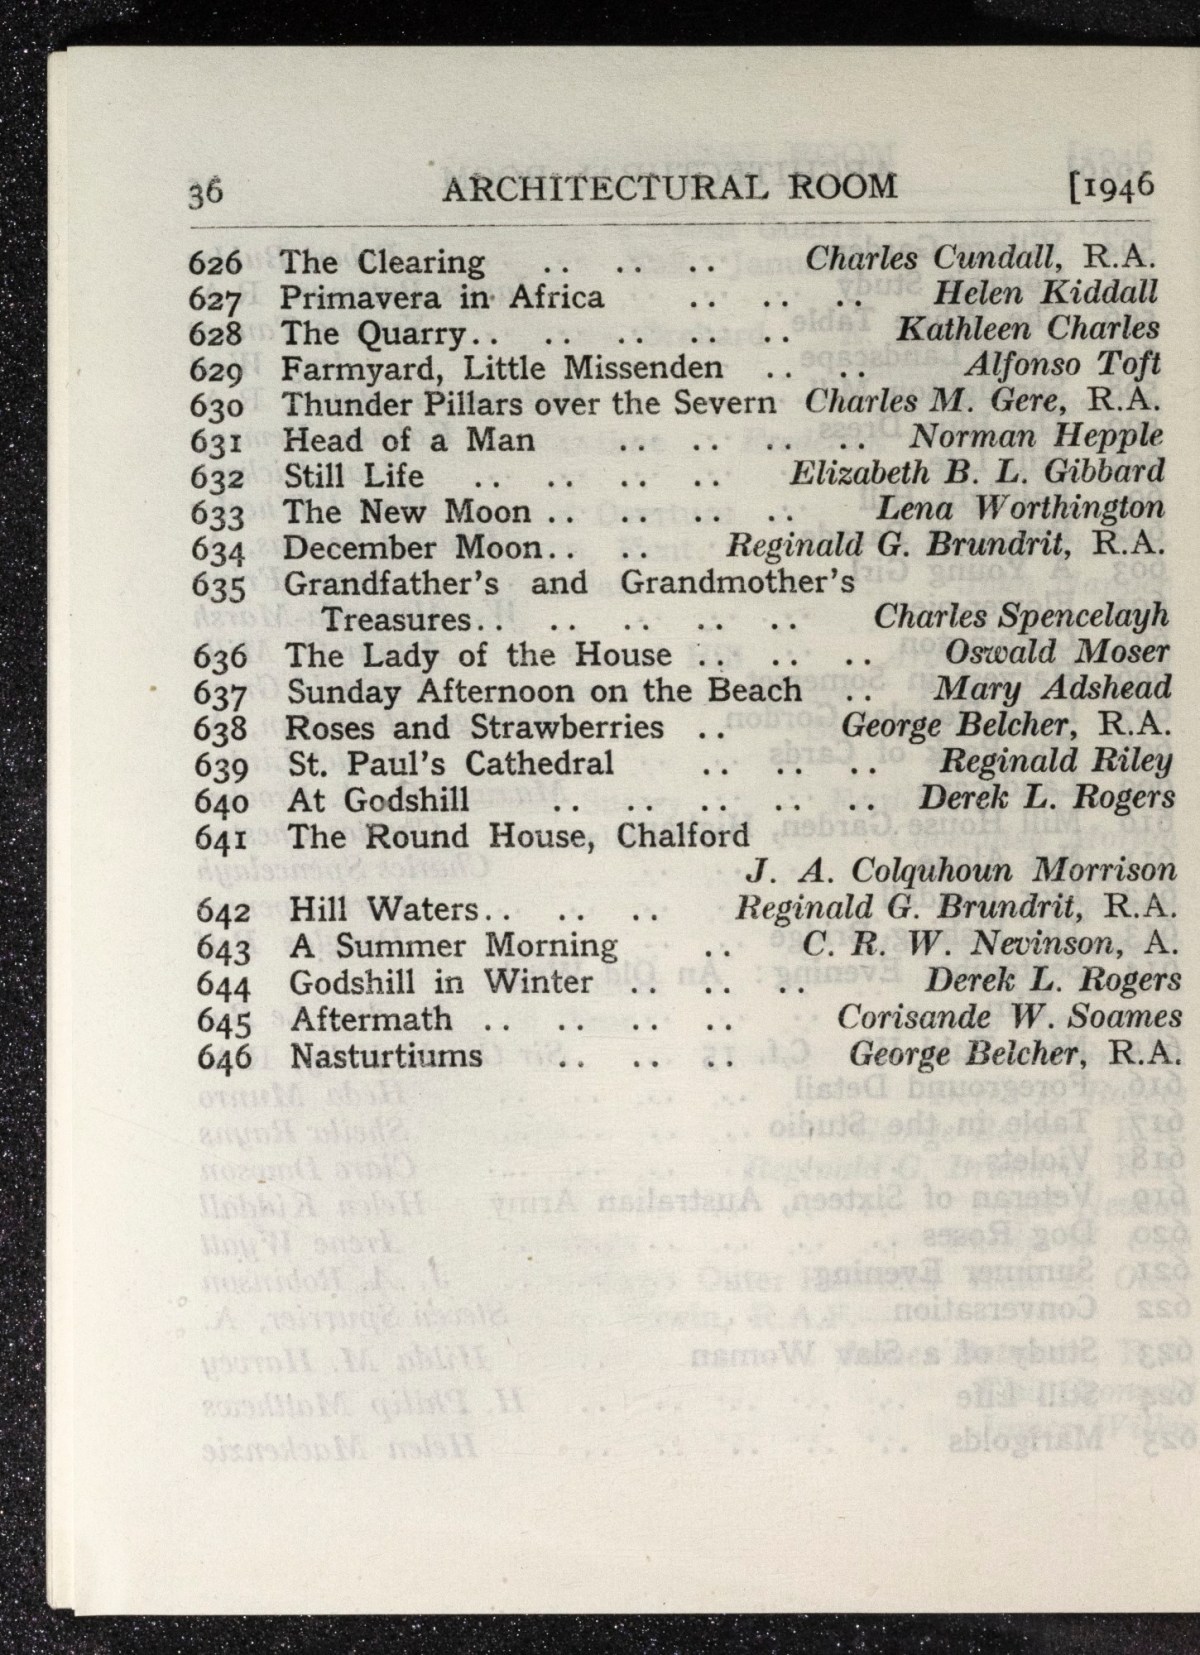 36 ARCHITECTURAL ROOM [1946
626 The Clearing .. .. .. Charles Cundall, R.A.
627 Primavera in Africa .. .. .. Helen Kiddall
628 The Quarry.. .. .. .. .. Kathleen Charles
629 Farmyard, Little Missenden .. .. Alfonso Toft
630 Thunder Pillars over the Severn Charles M. Gere, R.A.
631 Head of a Man .. .. .. .. Norman Hepple
632 Still Life .. .. .. .. Elizabeth B. L. Gibbard
633 The New Moon .. .. .. .. Lena Worthington
634 December Moon.. .. Reginald G. Brundrit, R.A.
635 Grandfather's and Grandmother's
Treasures.. .. .. .. .. Charles Spencelayh
636 The Lady of the House .. .. .. Oswald Moser
637 Sunday Afternoon on the Beach .. Mary Adshead
638 Roses and Strawberries .. George Belcher, R.A.
639 St. Paul's Cathedral .. .. .. Reginald Riley
640 At Godshill .. .. .. .. .. Derek L. Rogers
641 The Round House, Chalford
J. A. Colquhoun Morrison
642 Hill Waters.. .. .. Reginald G. Brundrit, R.A.
643 A Summer Morning .. C. R. W. Nevinson, A.
644 Godshill in Winter .. .. .. Derek L. Rogers
645 Aftermath .. .. .. .. Corisande W. Soames
646 Nasturtiums .. .. .. George Belcher, R.A.